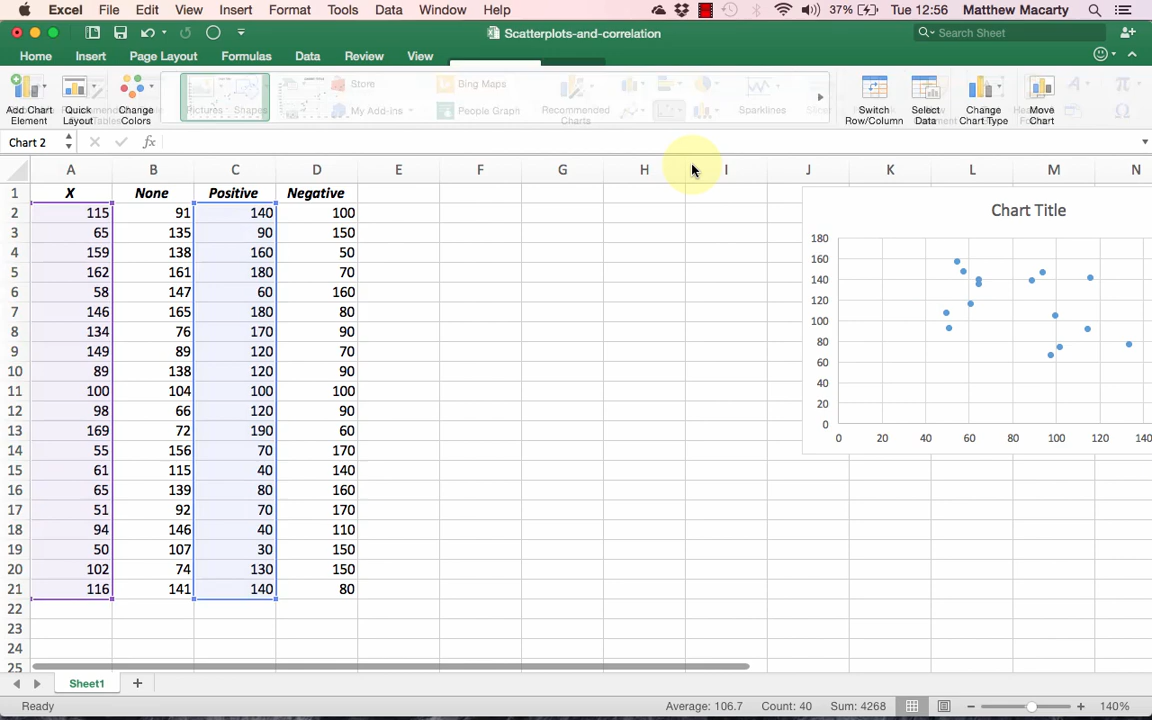 Excel File Edit View Insert Format Tools Data Window Help 37% Tue 12:56 Matthew Macarty
Scatterplots-and-correlation Search Sheet
Home Insert Page Layout Formulas Data Review View
Add Chart Element Quick Layout Change Colors Pictures Shapes Store My Add-ins Bing Maps People Graph Recommended Charts Sparklines Switch Row/Column Select Data Change Chart Type Move Chart
Chart 2 fx
A B C D E F G H I J K L M N
1 X None Positive Negative
2 115 91 140 100
3 65 135 90 150
4 159 138 160 50
5 162 161 180 70
6 58 147 60 160
7 146 165 180 80
8 134 76 170 90
9 149 89 120 70
10 89 138 120 90
11 100 104 100 100
12 98 66 120 90
13 169 72 190 60
14 55 156 70 170
15 61 115 40 140
16 65 139 80 160
17 51 92 70 170
18 94 146 40 110
19 50 107 30 150
20 102 74 130 150
21 116 141 140 80
22
23
24
25
Chart Title
180
160
140
120
100
80
60
40
20
0
0 20 40 60 80 100 120 140
Sheet1 +
Ready Average: 106.7 Count: 40 Sum: 4268 140%